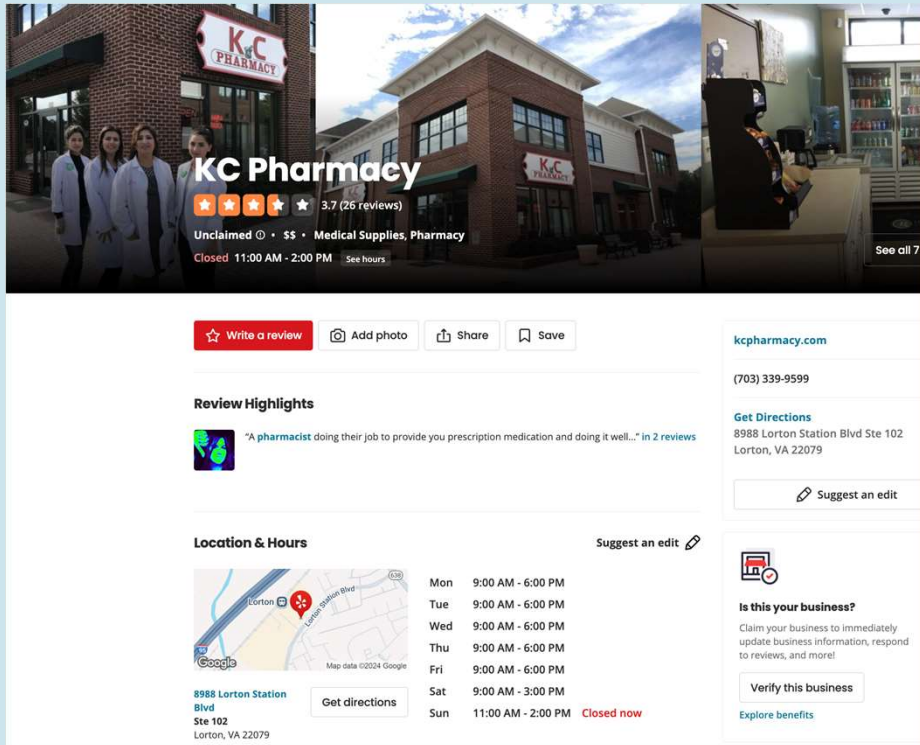 K&C
PHARMACY
K&C
PHARMACY
KC Pharmacy
3.7 (26 reviews)
Unclaimed • $$ • Medical Supplies, Pharmacy
Closed 11:00 AM - 2:00 PM See hours
See all 7
Write a review
Add photo
Share
Save
kcpharmacy.com
(703) 339-9599
Get Directions
8988 Lorton Station Blvd Ste 102
Lorton, VA 22079
Suggest an edit
Review Highlights
"A pharmacist doing their job to provide you prescription medication and doing it well..." in 2 reviews
Location & Hours
Suggest an edit
Lorton
Lorton Station Blvd
638
95
Google
Map data ©2024 Google
8988 Lorton Station
Blvd
Ste 102
Lorton, VA 22079
Get directions
Mon 9:00 AM - 6:00 PM
Tue 9:00 AM - 6:00 PM
Wed 9:00 AM - 6:00 PM
Thu 9:00 AM - 6:00 PM
Fri 9:00 AM - 6:00 PM
Sat 9:00 AM - 3:00 PM
Sun 11:00 AM - 2:00 PM Closed now
Is this your business?
Claim your business to immediately
update business information, respond
to reviews, and more!
Verify this business
Explore benefits